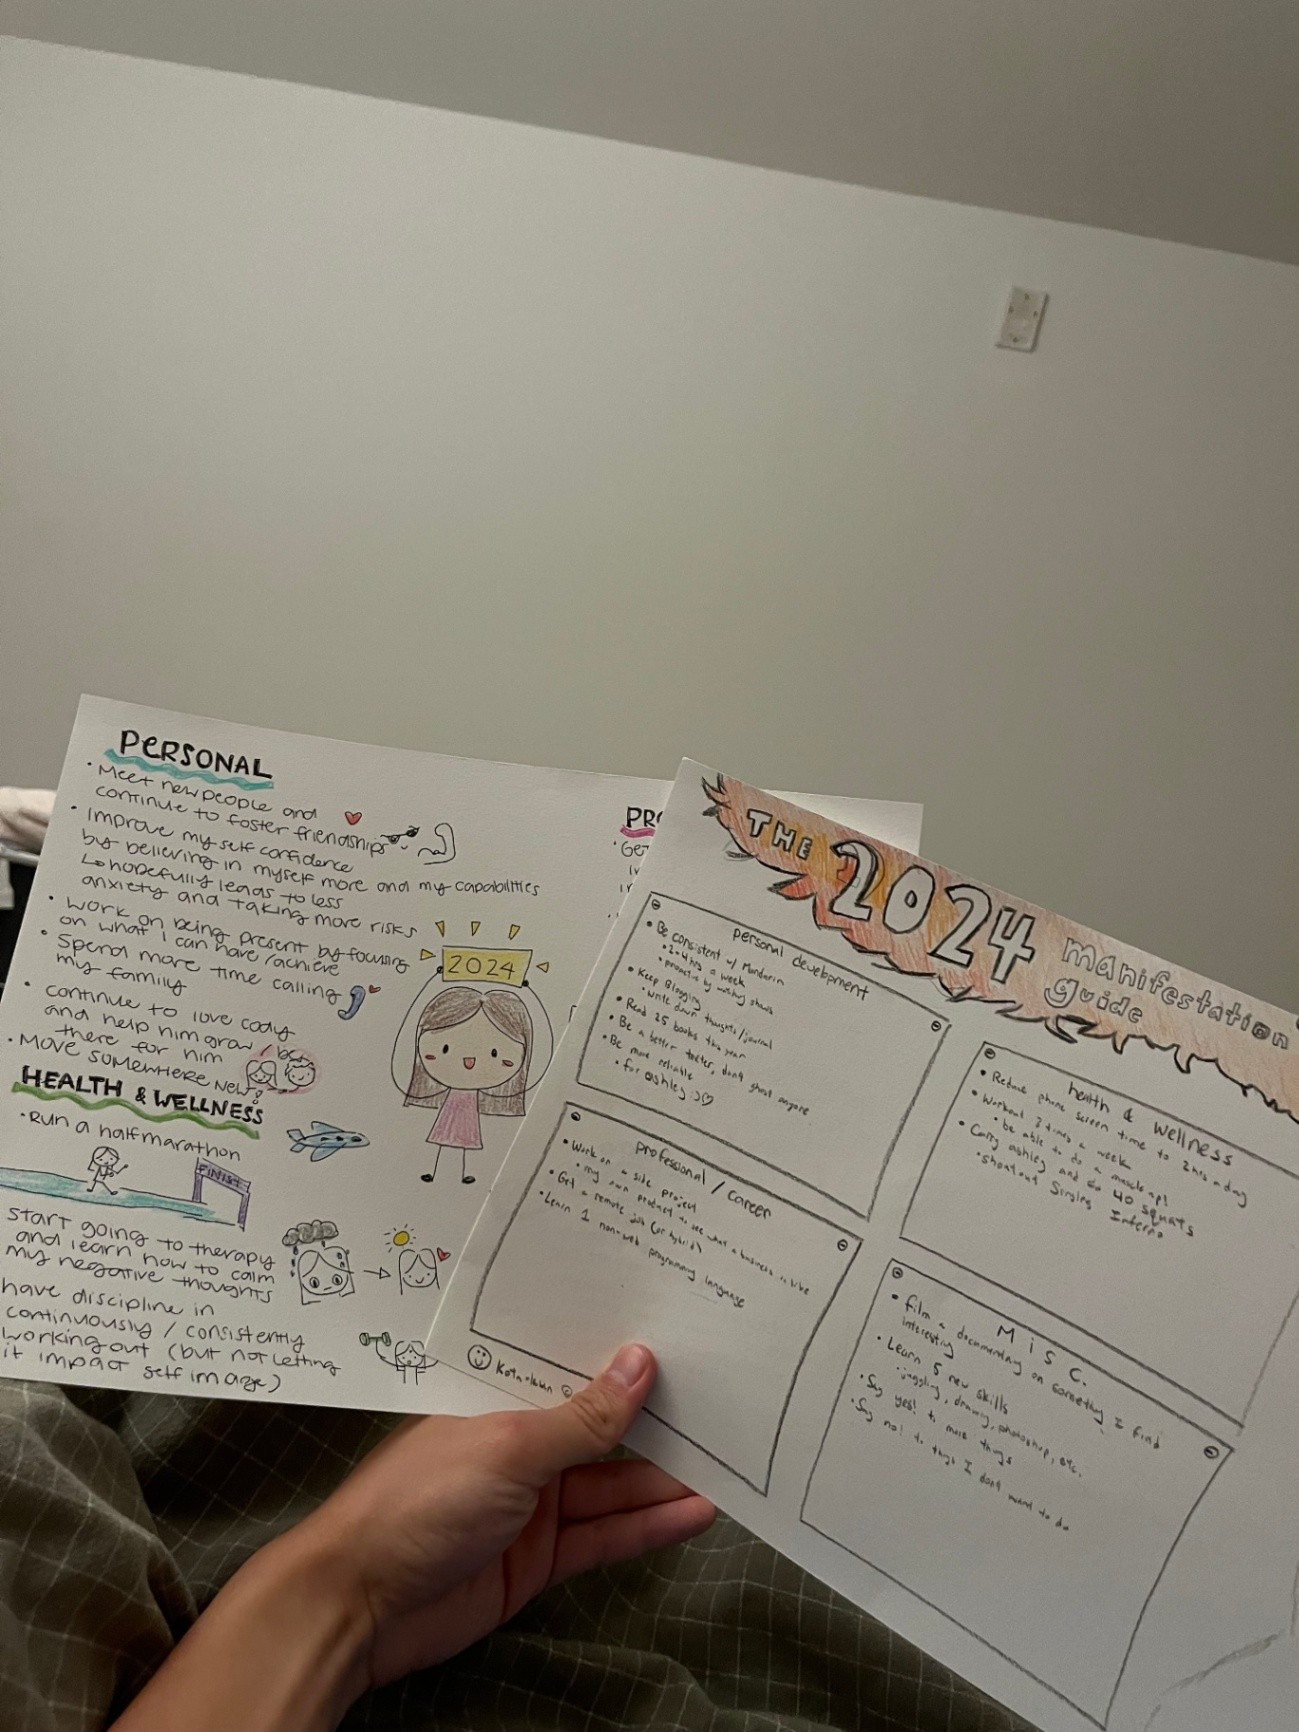 PERSONAL
• Meet new people and
continue to foster friendships
• improve my self confidence
by believing in myself more and my capabilities
↳ hopefully leads to less
anxiety and taking more risks
• work on being present by focusing
on what I can have/achieve
• Spend more time calling
my family
• continue to love cody
and help him grow / be
there for him
• MOVE SOMEWHERE NEW!
HEALTH & WELLNESS
• Run a half marathon
FINISH
start going to therapy
and learn how to calm
my negative thoughts
have discipline in
continuously / consistently
working out (but not letting
it impact self image)
2024
PRO
• Get
THE 2024 manifestation
guide
personal development
• Be consistent w/ Mandarin
• 2-4 hrs a week
• proactive by watching shows
• Keep Blogging
• write down thoughts/journal
• Read 25 books this year
• Be a better texter, don't ghost anyone
• Be more reliable
• for ashley :) ♡
professional / career
• Work on a side project
• my own product to see what a business is like
• Get a remote job (or hybrid)
• Learn 1 non-web programming language
health & wellness
• Reduce phone screen time to 2hrs a day
• Workout 3 times a week
• be able to do a muscle up!
• Carry ashley and do 40 squats
• shoutout Singles Inferno
MISC.
• film a documentary on something I find
interesting
• Learn 5 new skills
• juggling, drawing, photoshop, etc.
• Say yes! to more things
• Say no! to things I don't want to do